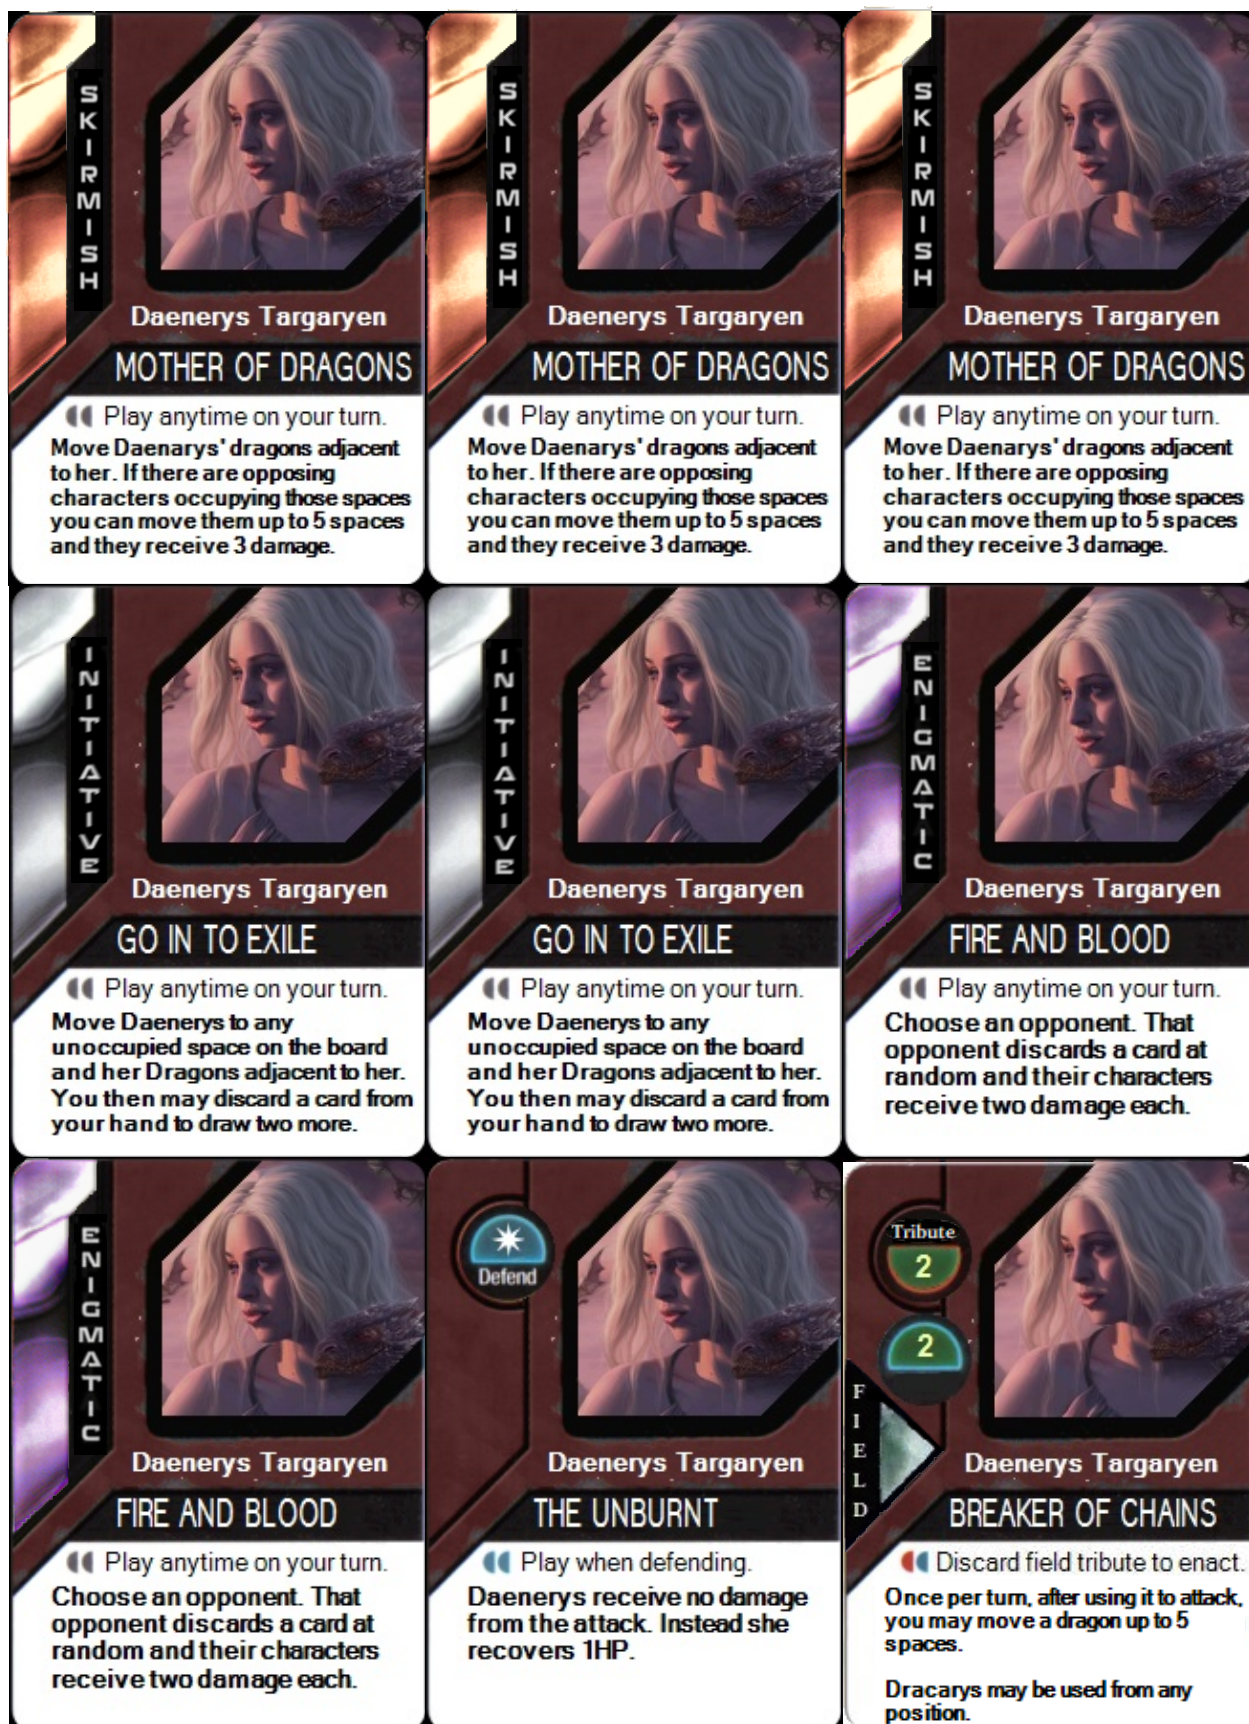 SKIRMISH
Daenerys Targaryen
MOTHER OF DRAGONS
Play anytime on your turn.
Move Daenarys' dragons adjacent
to her. If there are opposing
characters occupying those spaces
you can move them up to 5 spaces
and they receive 3 damage.
SKIRMISH
Daenerys Targaryen
MOTHER OF DRAGONS
Play anytime on your turn.
Move Daenarys' dragons adjacent
to her. If there are opposing
characters occupying those spaces
you can move them up to 5 spaces
and they receive 3 damage.
SKIRMISH
Daenerys Targaryen
MOTHER OF DRAGONS
Play anytime on your turn.
Move Daenarys' dragons adjacent
to her. If there are opposing
characters occupying those spaces
you can move them up to 5 spaces
and they receive 3 damage.
INITIATIVE
Daenerys Targaryen
GO IN TO EXILE
Play anytime on your turn.
Move Daenerys to any
unoccupied space on the board
and her Dragons adjacent to her.
You then may discard a card from
your hand to draw two more.
INITIATIVE
Daenerys Targaryen
GO IN TO EXILE
Play anytime on your turn.
Move Daenerys to any
unoccupied space on the board
and her Dragons adjacent to her.
You then may discard a card from
your hand to draw two more.
ENIGMATIC
Daenerys Targaryen
FIRE AND BLOOD
Play anytime on your turn.
Choose an opponent. That
opponent discards a card at
random and their characters
receive two damage each.
ENIGMATIC
Daenerys Targaryen
FIRE AND BLOOD
Play anytime on your turn.
Choose an opponent. That
opponent discards a card at
random and their characters
receive two damage each.
Defend
Daenerys Targaryen
THE UNBURNT
Play when defending.
Daenerys receive no damage
from the attack. Instead she
recovers 1HP.
Tribute
2
2
FIELD
Daenerys Targaryen
BREAKER OF CHAINS
Discard field tribute to enact.
Once per turn, after using it to attack,
you may move a dragon up to 5
spaces.
Dracarys may be used from any
position.